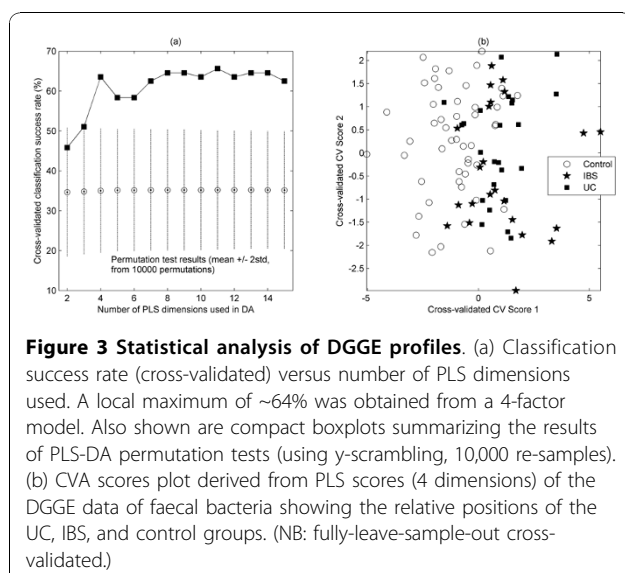 (a)
70
60
50
40
30
20
10
Cross-validated classification success rate (%)
Permutation test results (mean +/- 2std,
from 10000 permutations)
2 4 6 8 10 12 14
Number of PLS dimensions used in DA
(b)
2
1.5
1
0.5
0
-0.5
-1
-1.5
-2
-2.5
Cross-validated CV Score 2
Control
IBS
UC
-5 0 5
Cross-validated CV Score 1
Figure 3 Statistical analysis of DGGE profiles. (a) Classification
success rate (cross-validated) versus number of PLS dimensions
used. A local maximum of ~64% was obtained from a 4-factor
model. Also shown are compact boxplots summarizing the results
of PLS-DA permutation tests (using y-scrambling, 10,000 re-samples).
(b) CVA scores plot derived from PLS scores (4 dimensions) of the
DGGE data of faecal bacteria showing the relative positions of the
UC, IBS, and control groups. (NB: fully-leave-sample-out cross-
validated.)